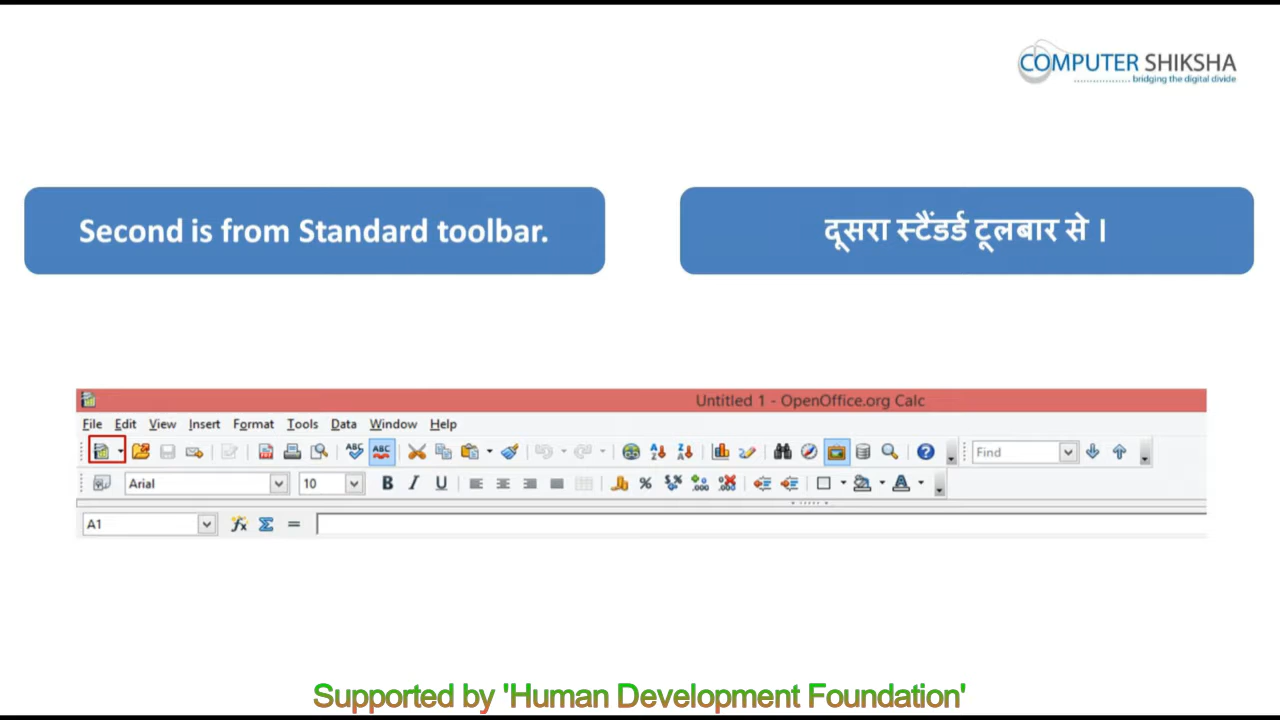 COMPUTER SHIKSHA
bridging the digital divide
Second is from Standard toolbar.
दूसरा स्टैंडर्ड टूलबार से ।
Untitled 1 - OpenOffice.org Calc
File Edit View Insert Format Tools Data Window Help
ABC ABC Find
Arial 10 B I U %
A1 fx Σ =
Supported by 'Human Development Foundation'